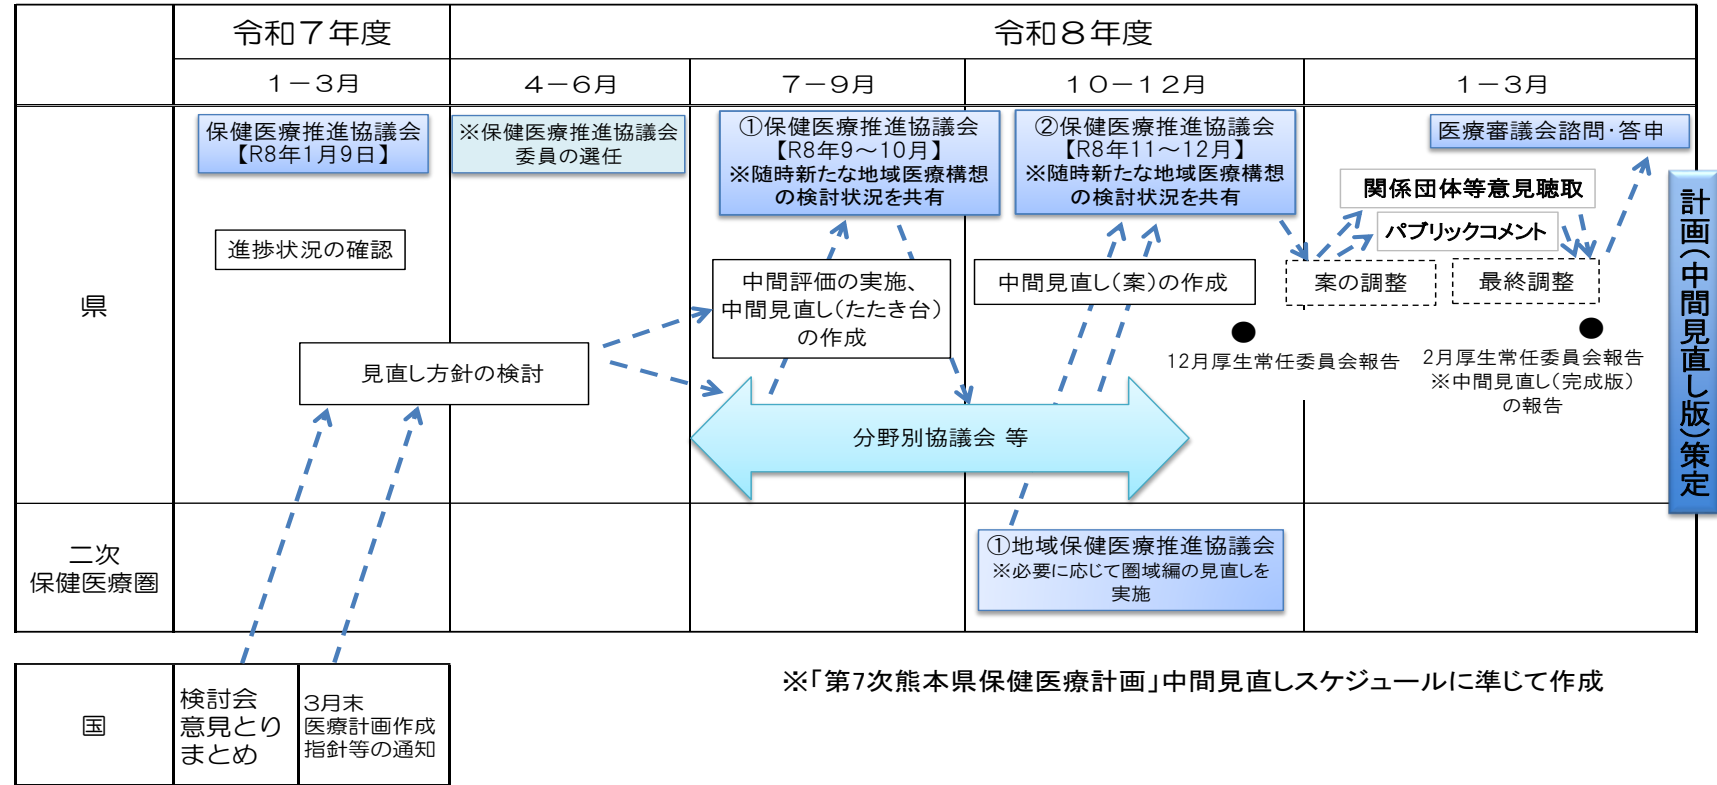 令和７年度
令和８年度
１－３月
４－６月
７－９月
１０－１２月
１－３月
県
保健医療推進協議会
【R8年1月9日】
※保健医療推進協議会
委員の選任
①保健医療推進協議会
【R8年9～10月】
※随時新たな地域医療構想
の検討状況を共有
②保健医療推進協議会
【R8年11～12月】
※随時新たな地域医療構想
の検討状況を共有
医療審議会諮問・答申
関係団体等意見聴取
パブリックコメント
進捗状況の確認
中間評価の実施、
中間見直し（たたき台）
の作成
中間見直し（案）の作成
案の調整
最終調整
見直し方針の検討
12月厚生常任委員会報告
2月厚生常任委員会報告
※中間見直し（完成版）
の報告
分野別協議会 等
計画（中間見直し版）策定
二次
保健医療圏
①地域保健医療推進協議会
※必要に応じて圏域編の見直しを
実施
国
検討会
意見とり
まとめ
3月末
医療計画作成
指針等の通知
※「第7次熊本県保健医療計画」中間見直しスケジュールに準じて作成